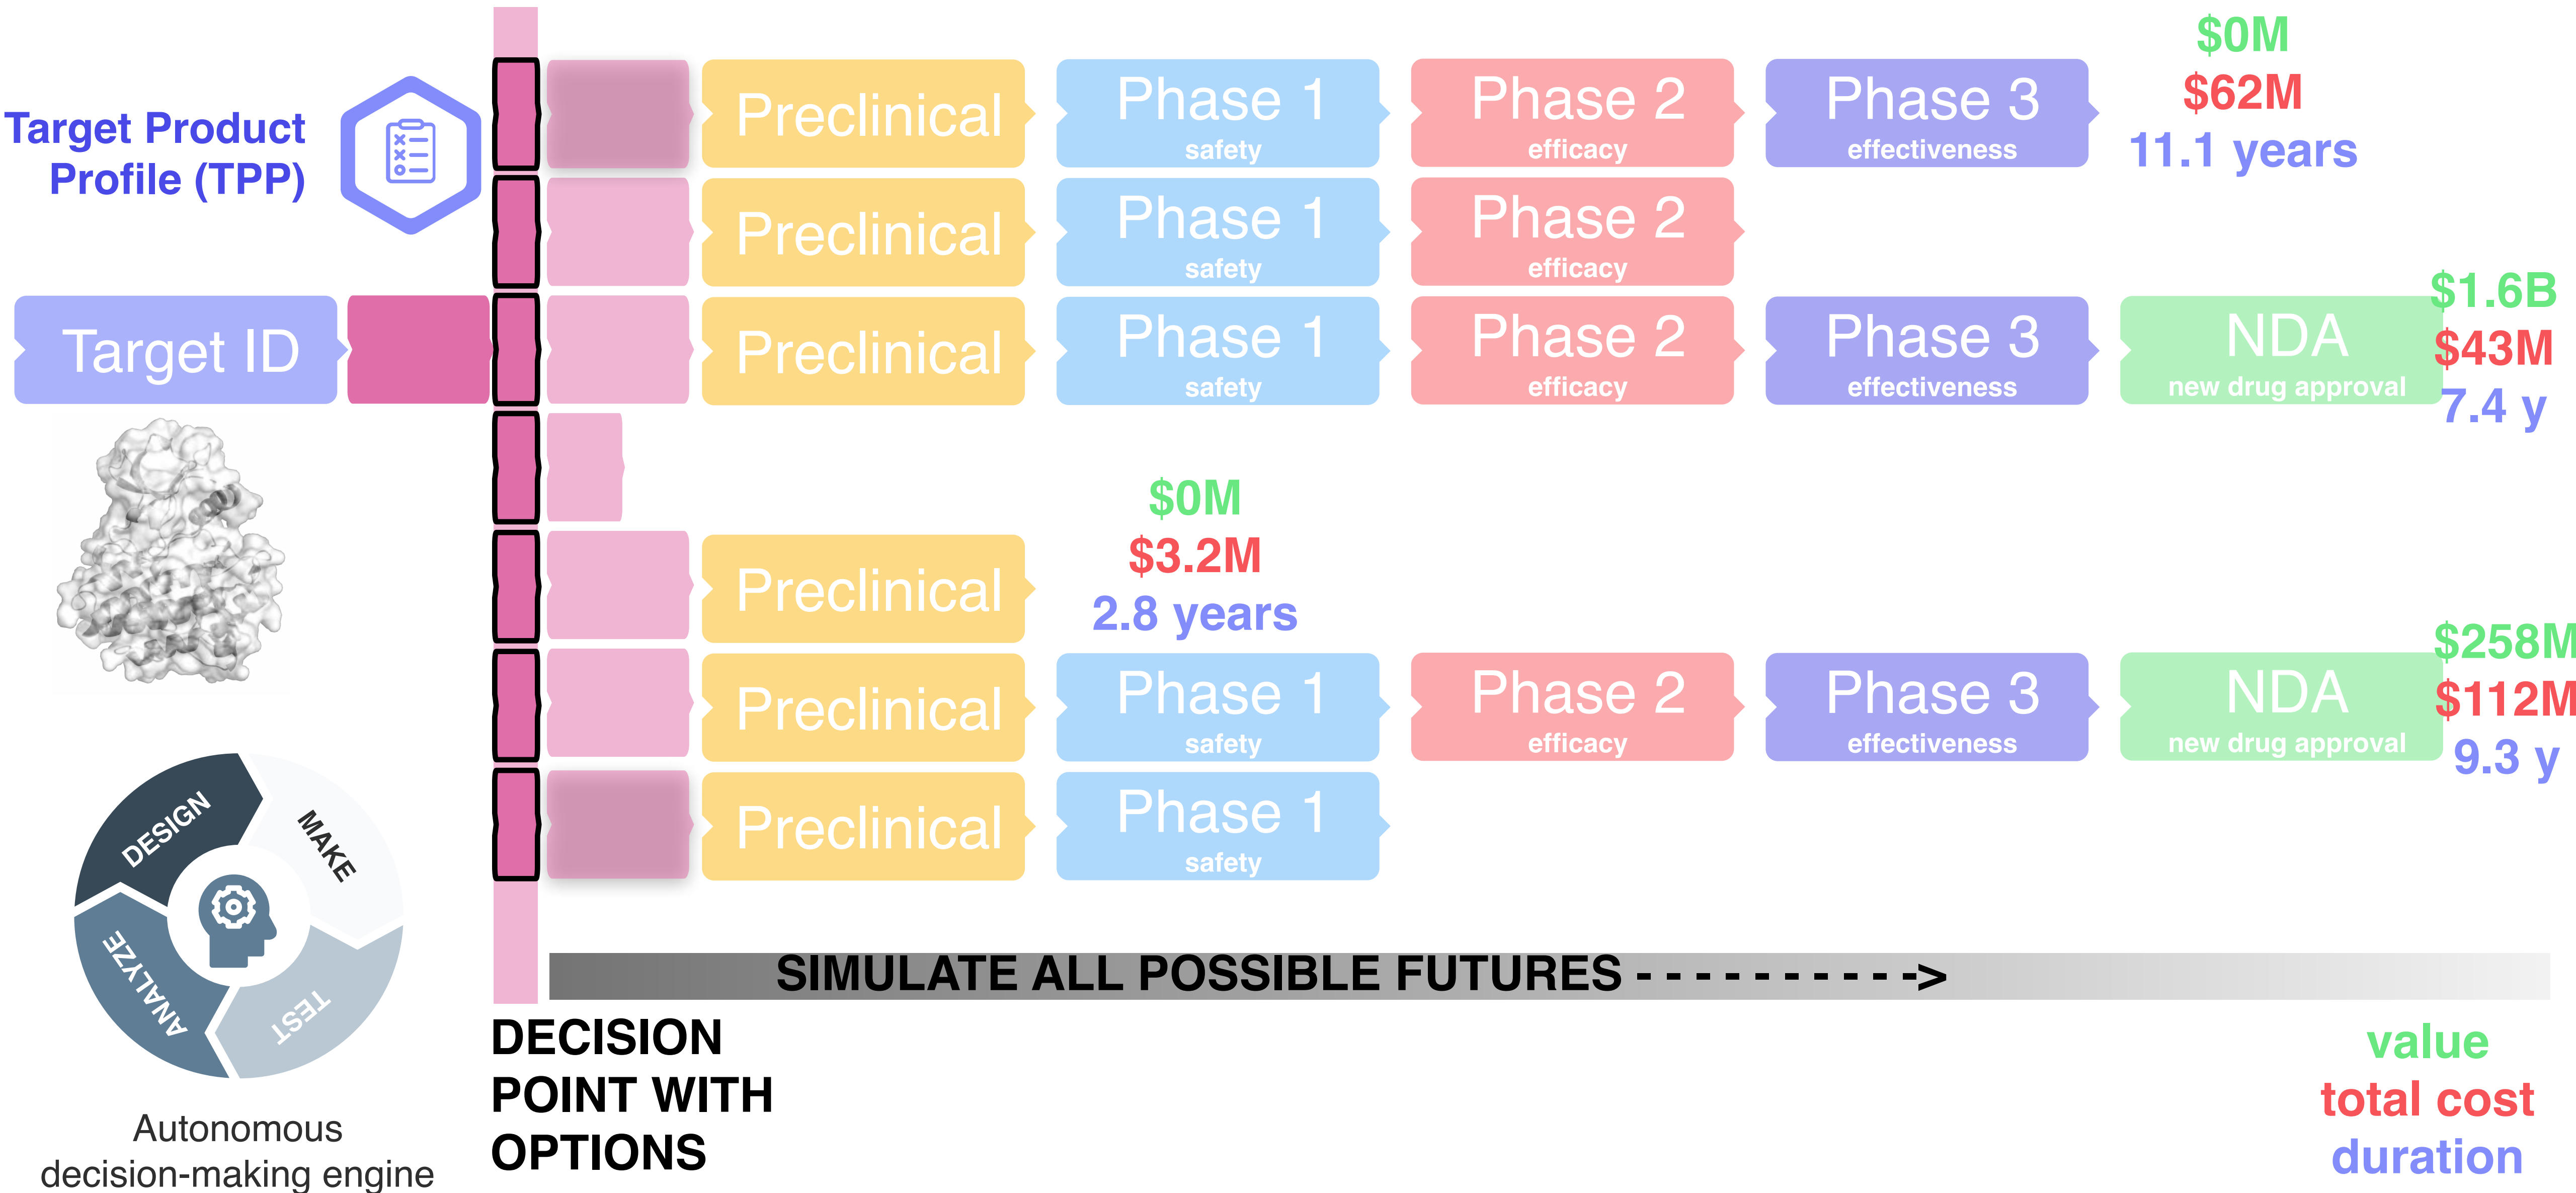 Target Product
Profile (TPP)
Preclinical
Phase 1
safety
Phase 2
efficacy
Phase 3
effectiveness
$0M
$62M
11.1 years
Preclinical
Phase 1
safety
Phase 2
efficacy
Target ID
Preclinical
Phase 1
safety
Phase 2
efficacy
Phase 3
effectiveness
NDA
new drug approval
$1.6B
$43M
7.4 y
Preclinical
$0M
$3.2M
2.8 years
Preclinical
Phase 1
safety
Phase 2
efficacy
Phase 3
effectiveness
NDA
new drug approval
$258M
$112M
9.3 y
Preclinical
Phase 1
safety
DESIGN
MAKE
TEST
ANALYZE
Autonomous
decision-making engine
SIMULATE ALL POSSIBLE FUTURES - - - - - - - - - ->
DECISION
POINT WITH
OPTIONS
value
total cost
duration